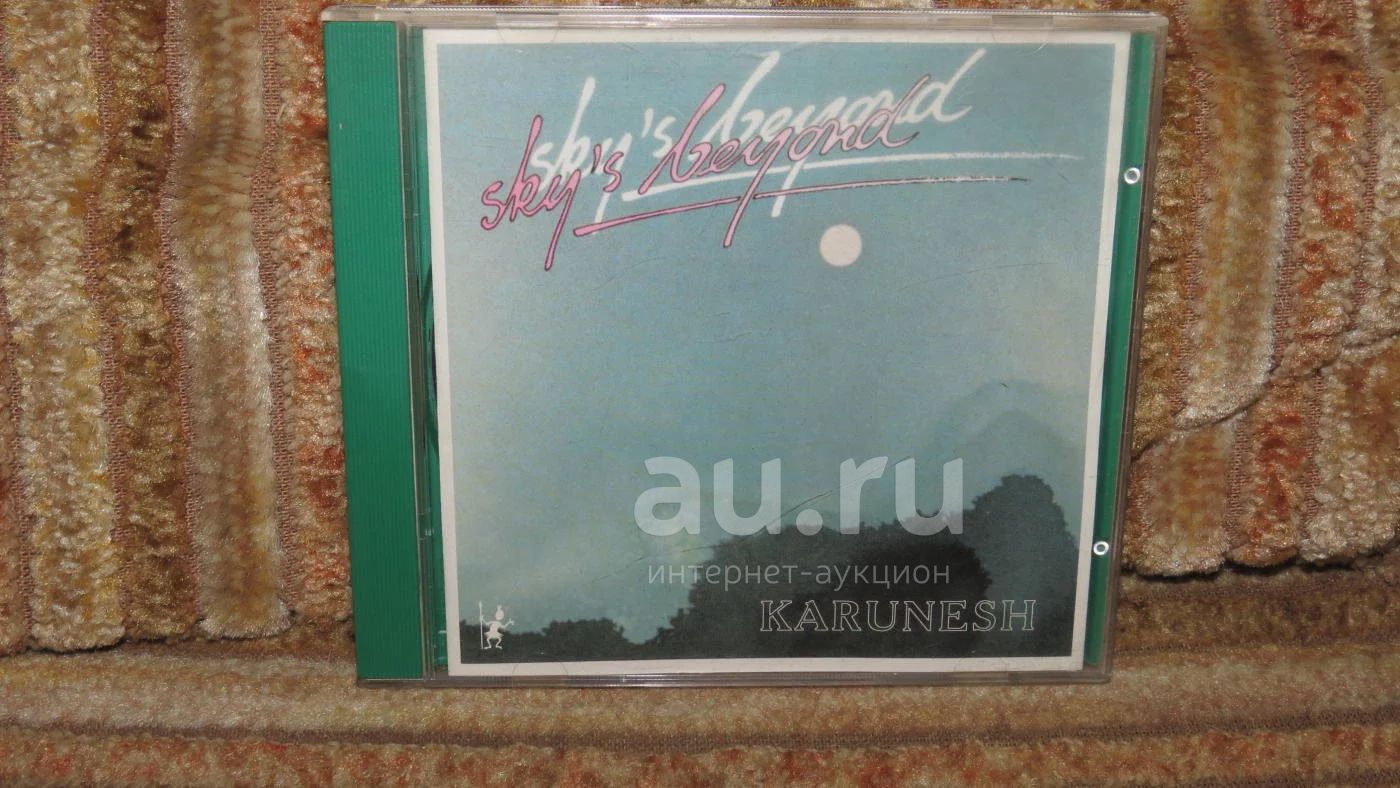 sky's beyond
sky's beyond
au.ru
интернет-аукцион
KARUNESH